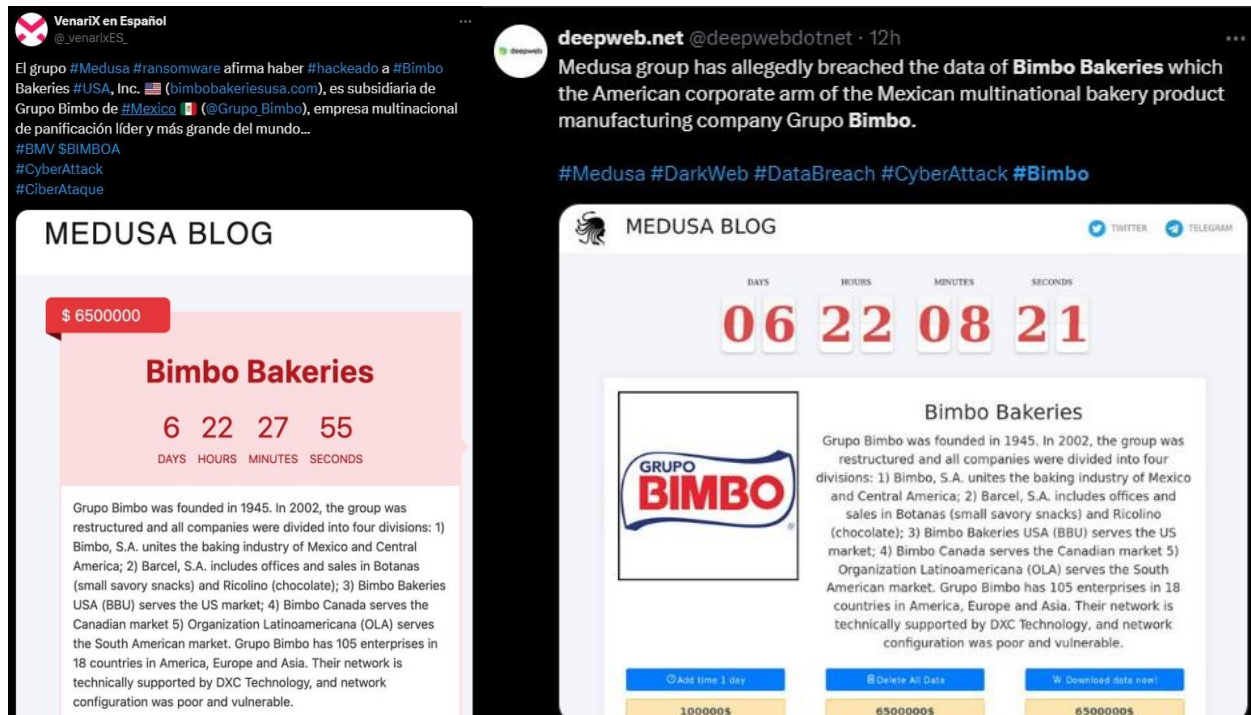 VenariX en Español
@_venarixES_
El grupo #Medusa #ransomware afirma haber #hackeado a #Bimbo
Bakeries #USA, Inc. 🇺🇸 (bimbobakeriesusa.com), es subsidiaria de
Grupo Bimbo de #Mexico 🇲🇽 (@Grupo_Bimbo), empresa multinacional
de panificación líder y más grande del mundo...
#BMV $BIMBOA
#CyberAttack
#CiberAtaque
MEDUSA BLOG
$ 6500000
Bimbo Bakeries
6 22 27 55
DAYS HOURS MINUTES SECONDS
Grupo Bimbo was founded in 1945. In 2002, the group was
restructured and all companies were divided into four divisions: 1)
Bimbo, S.A. unites the baking industry of Mexico and Central
America; 2) Barcel, S.A. includes offices and sales in Botanas
(small savory snacks) and Ricolino (chocolate); 3) Bimbo Bakeries
USA (BBU) serves the US market; 4) Bimbo Canada serves the
Canadian market 5) Organization Latinoamericana (OLA) serves
the South American market. Grupo Bimbo has 105 enterprises in
18 countries in America, Europe and Asia. Their network is
technically supported by DXC Technology, and network
configuration was poor and vulnerable.
deepweb
deepweb.net @deepwebdotnet · 12h
Medusa group has allegedly breached the data of Bimbo Bakeries which
the American corporate arm of the Mexican multinational bakery product
manufacturing company Grupo Bimbo.
#Medusa #DarkWeb #DataBreach #CyberAttack #Bimbo
MEDUSA BLOG
TWITTER TELEGRAM
DAYS HOURS MINUTES SECONDS
06 22 08 21
GRUPO
BIMBO
Bimbo Bakeries
Grupo Bimbo was founded in 1945. In 2002, the group was
restructured and all companies were divided into four
divisions: 1) Bimbo, S.A. unites the baking industry of Mexico
and Central America; 2) Barcel, S.A. includes offices and
sales in Botanas (small savory snacks) and Ricolino
(chocolate); 3) Bimbo Bakeries USA (BBU) serves the US
market; 4) Bimbo Canada serves the Canadian market 5)
Organization Latinoamericana (OLA) serves the South
American market. Grupo Bimbo has 105 enterprises in 18
countries in America, Europe and Asia. Their network is
technically supported by DXC Technology, and network
configuration was poor and vulnerable.
Add time 1 day Delete All Data Download data now!
100000$ 6500000$ 6500000$